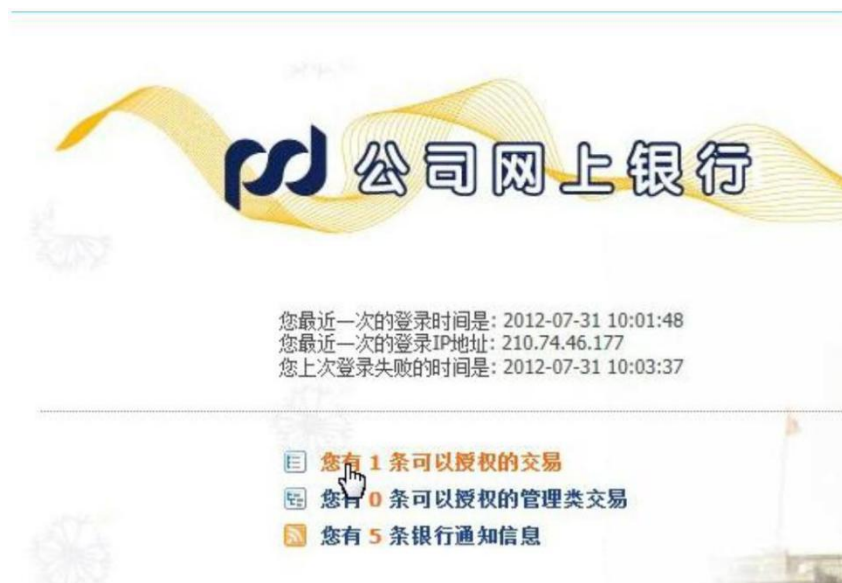 公司网上银行
您最近一次的登录时间是: 2012-07-31 10:01:48
您最近一次的登录IP地址: 210.74.46.177
您上次登录失败的时间是: 2012-07-31 10:03:37
您有 1 条可以授权的交易
您有 0 条可以授权的管理类交易
您有 5 条银行通知信息